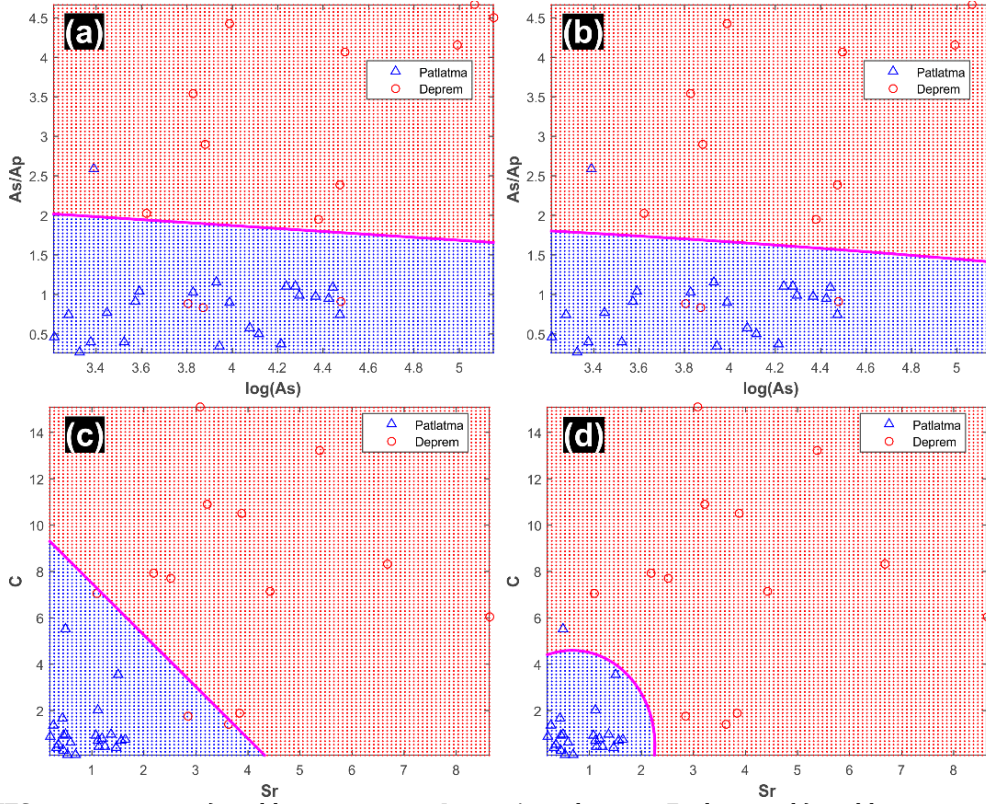 (a)
4.5
4
3.5
3
2.5
2
1.5
1
0.5
As/Ap
Patlatma
Deprem
3.4 3.6 3.8 4 4.2 4.4 4.6 4.8 5
log(As)
(b)
4.5
4
3.5
3
2.5
2
1.5
1
0.5
As/Ap
Patlatma
Deprem
3.4 3.6 3.8 4 4.2 4.4 4.6 4.8 5
log(As)
(c)
14
12
10
8
6
4
2
C
Patlatma
Deprem
1 2 3 4 5 6 7 8
Sr
(d)
14
12
10
8
6
4
2
C
Patlatma
Deprem
1 2 3 4 5 6 7 8
Sr